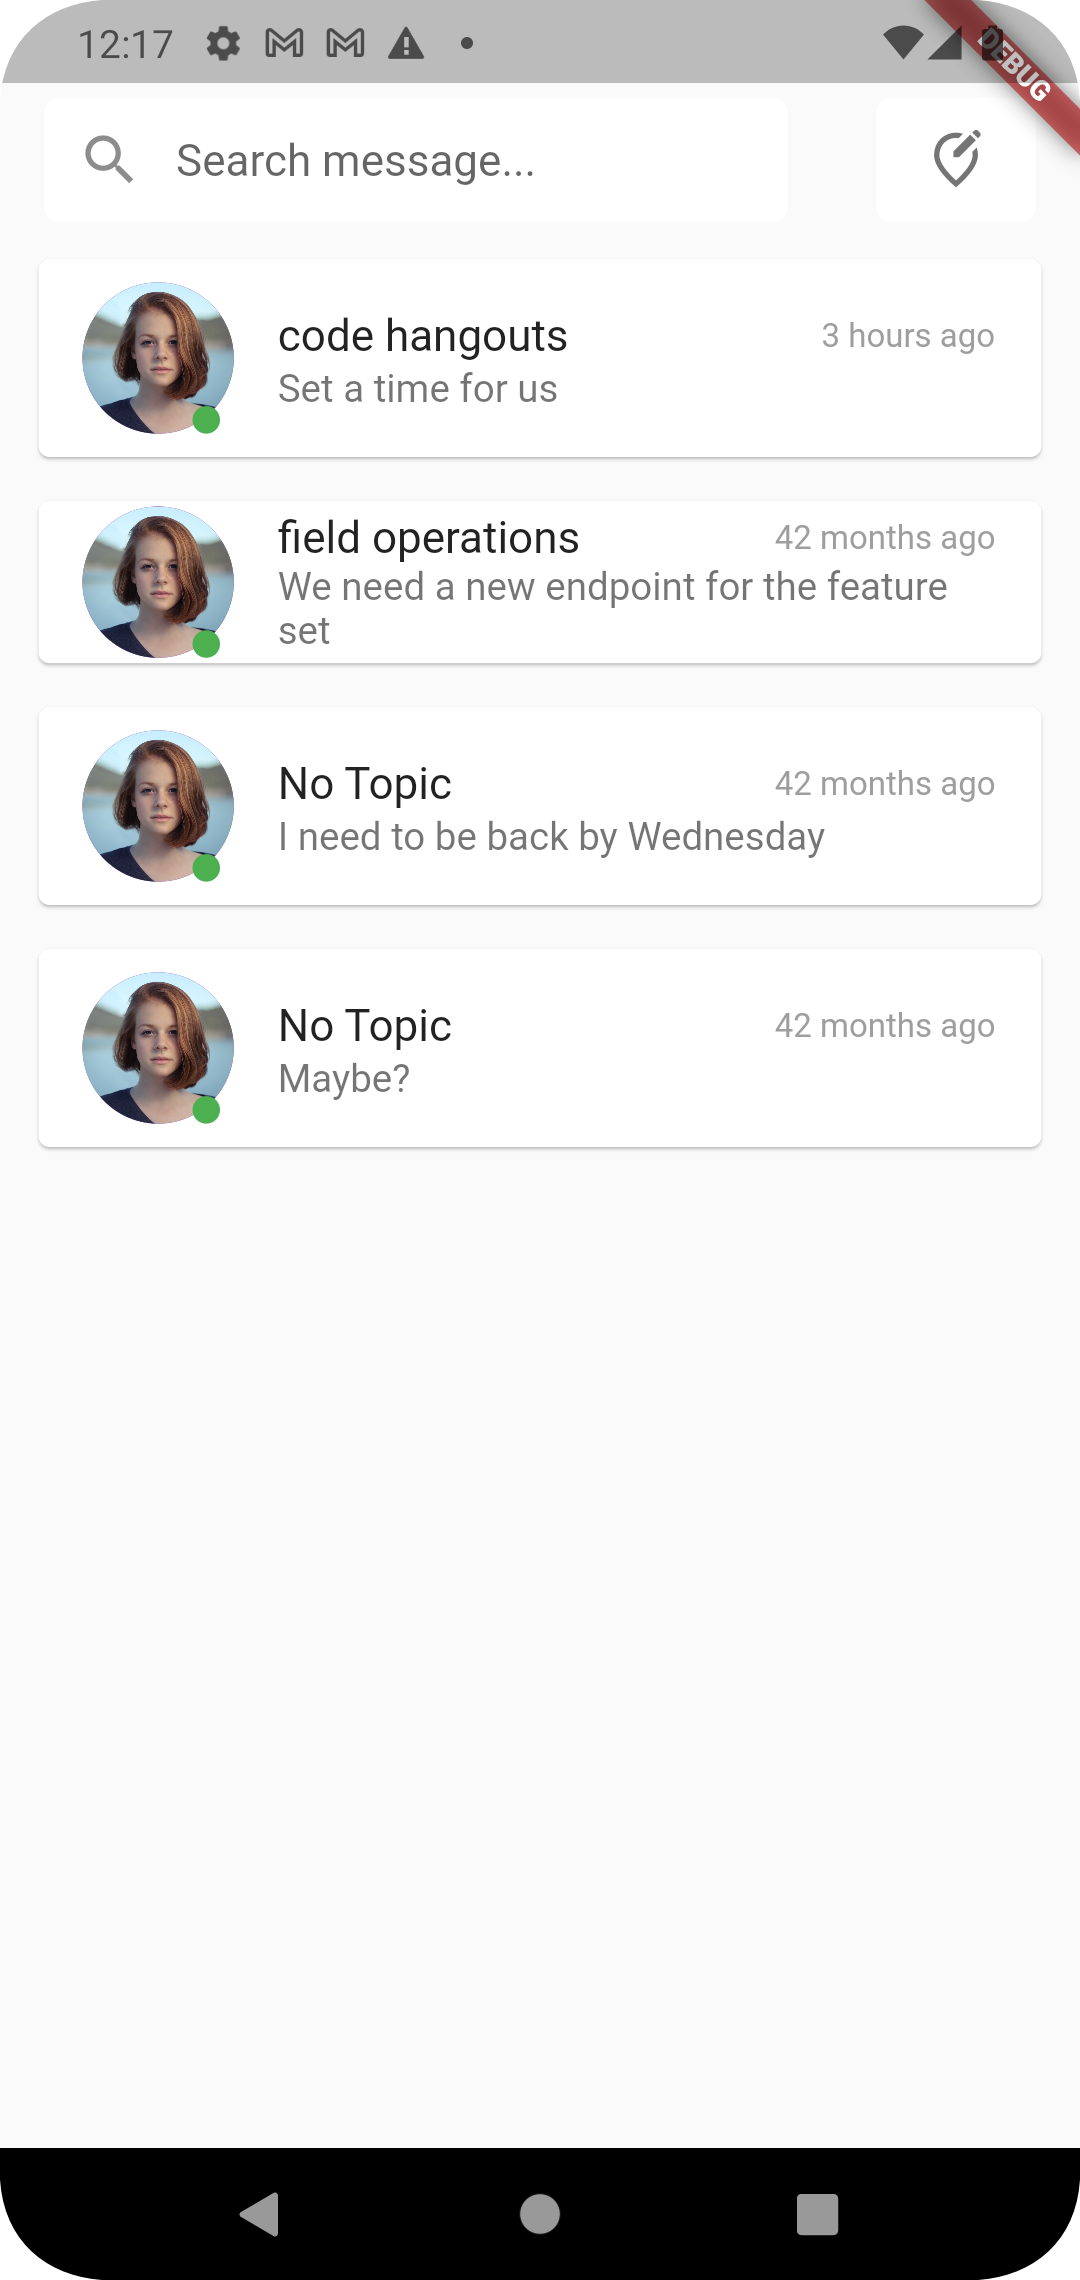 12:17
DEBUG
Search message...
code hangouts
3 hours ago
Set a time for us
field operations
42 months ago
We need a new endpoint for the feature
set
No Topic
42 months ago
I need to be back by Wednesday
No Topic
42 months ago
Maybe?